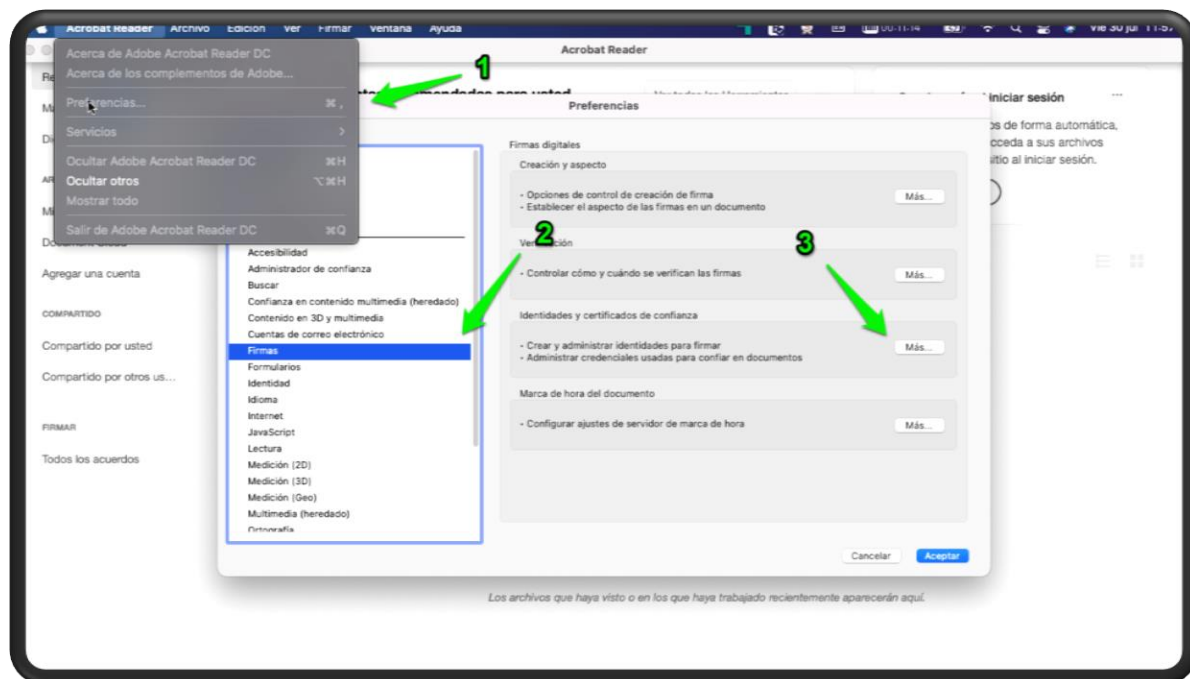 Acrobat Reader Archivo Edición Ver Firmar Ventana Ayuda
Vie 30 jul 11:57
Acrobat Reader
Acerca de Adobe Acrobat Reader DC
Acerca de los complementos de Adobe...
Preferencias... ⌘ ,
Servicios >
Ocultar Adobe Acrobat Reader DC ⌘H
Ocultar otros ⌥⌘H
Mostrar todo
Salir de Adobe Acrobat Reader DC ⌘Q
1
para usted
iniciar sesión ...
de forma automática,
a sus archivos
al iniciar sesión.
Agregar una cuenta
COMPARTIDO
Compartido por usted
Compartido por otros us...
FIRMAR
Todos los acuerdos
Preferencias
Accesibilidad
Administrador de confianza
Buscar
Confianza en contenido multimedia (heredado)
Contenido en 3D y multimedia
Cuentas de correo electrónico
Firmas
Formularios
Identidad
Idioma
Internet
JavaScript
Lectura
Medición (2D)
Medición (3D)
Medición (Geo)
Multimedia (heredado)
Ortografía
2
Firmas digitales
Creación y aspecto
- Opciones de control de creación de firma
- Establecer el aspecto de las firmas en un documento
Más...
- Controlar cómo y cuándo se verifican las firmas
Más...
3
Identidades y certificados de confianza
- Crear y administrar identidades para firmar
- Administrar credenciales usadas para confiar en documentos
Más...
Marca de hora del documento
- Configurar ajustes de servidor de marca de hora
Más...
Cancelar Aceptar
Los archivos que haya visto o en los que haya trabajado recientemente aparecerán aquí.